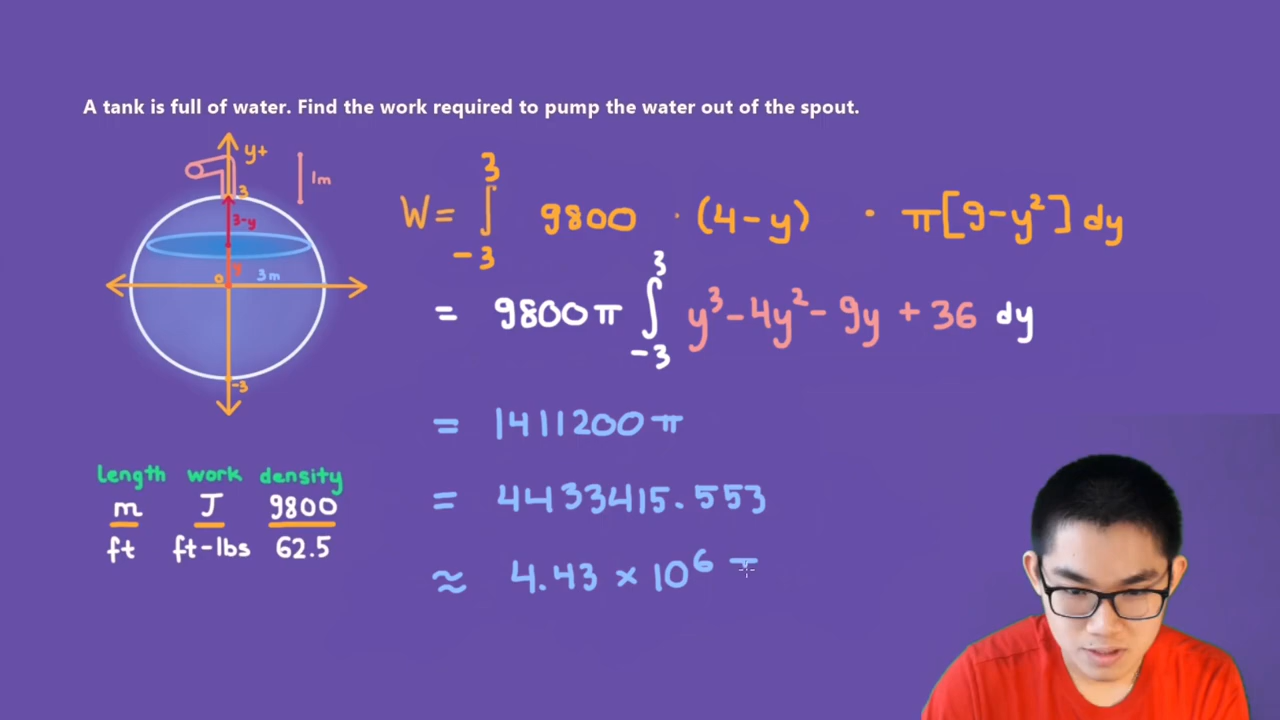 A tank is full of water. Find the work required to pump the water out of the spout.
y+
1m
3
3-y
y
0
3m
-3
W = ∫_{-3}^{3} 9800 · (4-y) · π[9-y²] dy
= 9800π ∫_{-3}^{3} y³-4y²-9y+36 dy
= 1411200π
= 4433415.553
≈ 4.43 × 10⁶
length work density
m J 9800
ft ft-lbs 62.5